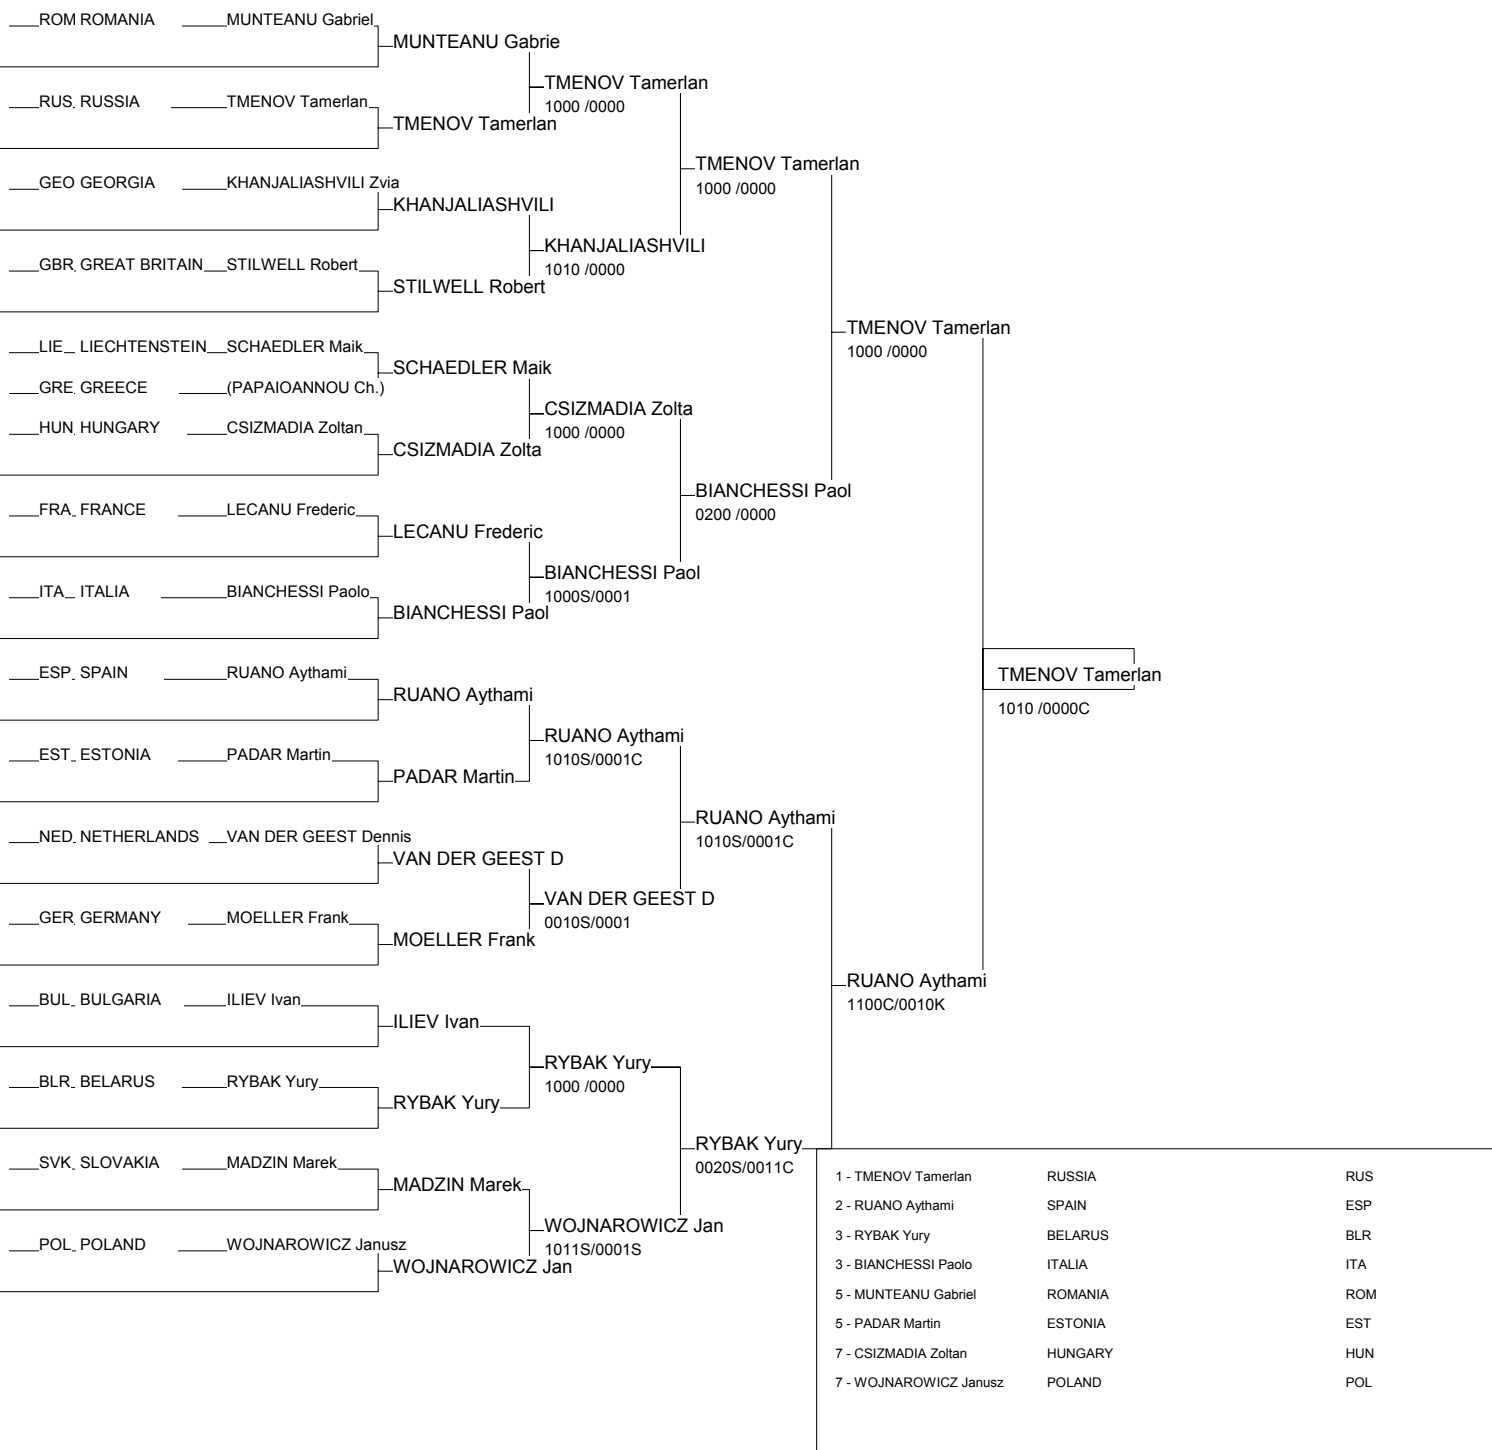 ROM ROMANIA MUNTEANU Gabriel
MUNTEANU Gabrie
TMENOV Tamerlan
1000 /0000
RUS RUSSIA TMENOV Tamerlan
TMENOV Tamerlan
TMENOV Tamerlan
1000 /0000
GEO GEORGIA KHANJALIASHVILI Zvia
KHANJALIASHVILI
KHANJALIASHVILI
1010 /0000
GBR GREAT BRITAIN STILWELL Robert
STILWELL Robert
TMENOV Tamerlan
1000 /0000
LIE LIECHTENSTEIN SCHAEDLER Maik
SCHAEDLER Maik
GRE GREECE (PAPAIOANNOU Ch.)
CSIZMADIA Zolta
1000 /0000
HUN HUNGARY CSIZMADIA Zoltan
CSIZMADIA Zolta
BIANCHESSI Paol
0200 /0000
FRA FRANCE LECANU Frederic
LECANU Frederic
BIANCHESSI Paol
1000S/0001
ITA ITALIA BIANCHESSI Paolo
BIANCHESSI Paol
TMENOV Tamerlan
1010 /0000C
ESP SPAIN RUANO Aythami
RUANO Aythami
RUANO Aythami
1010S/0001C
EST ESTONIA PADAR Martin
PADAR Martin
RUANO Aythami
1010S/0001C
NED NETHERLANDS VAN DER GEEST Dennis
VAN DER GEEST D
VAN DER GEEST D
0010S/0001
GER GERMANY MOELLER Frank
MOELLER Frank
RUANO Aythami
1100C/0010K
BUL BULGARIA ILIEV Ivan
ILIEV Ivan
RYBAK Yury
1000 /0000
BLR BELARUS RYBAK Yury
RYBAK Yury
RYBAK Yury
0020S/0011C
SVK SLOVAKIA MADZIN Marek
MADZIN Marek
WOJNAROWICZ Jan
1011S/0001S
POL POLAND WOJNAROWICZ Janusz
WOJNAROWICZ Jan
1 - TMENOV Tamerlan RUSSIA RUS
2 - RUANO Aythami SPAIN ESP
3 - RYBAK Yury BELARUS BLR
3 - BIANCHESSI Paolo ITALIA ITA
5 - MUNTEANU Gabriel ROMANIA ROM
5 - PADAR Martin ESTONIA EST
7 - CSIZMADIA Zoltan HUNGARY HUN
7 - WOJNAROWICZ Janusz POLAND POL